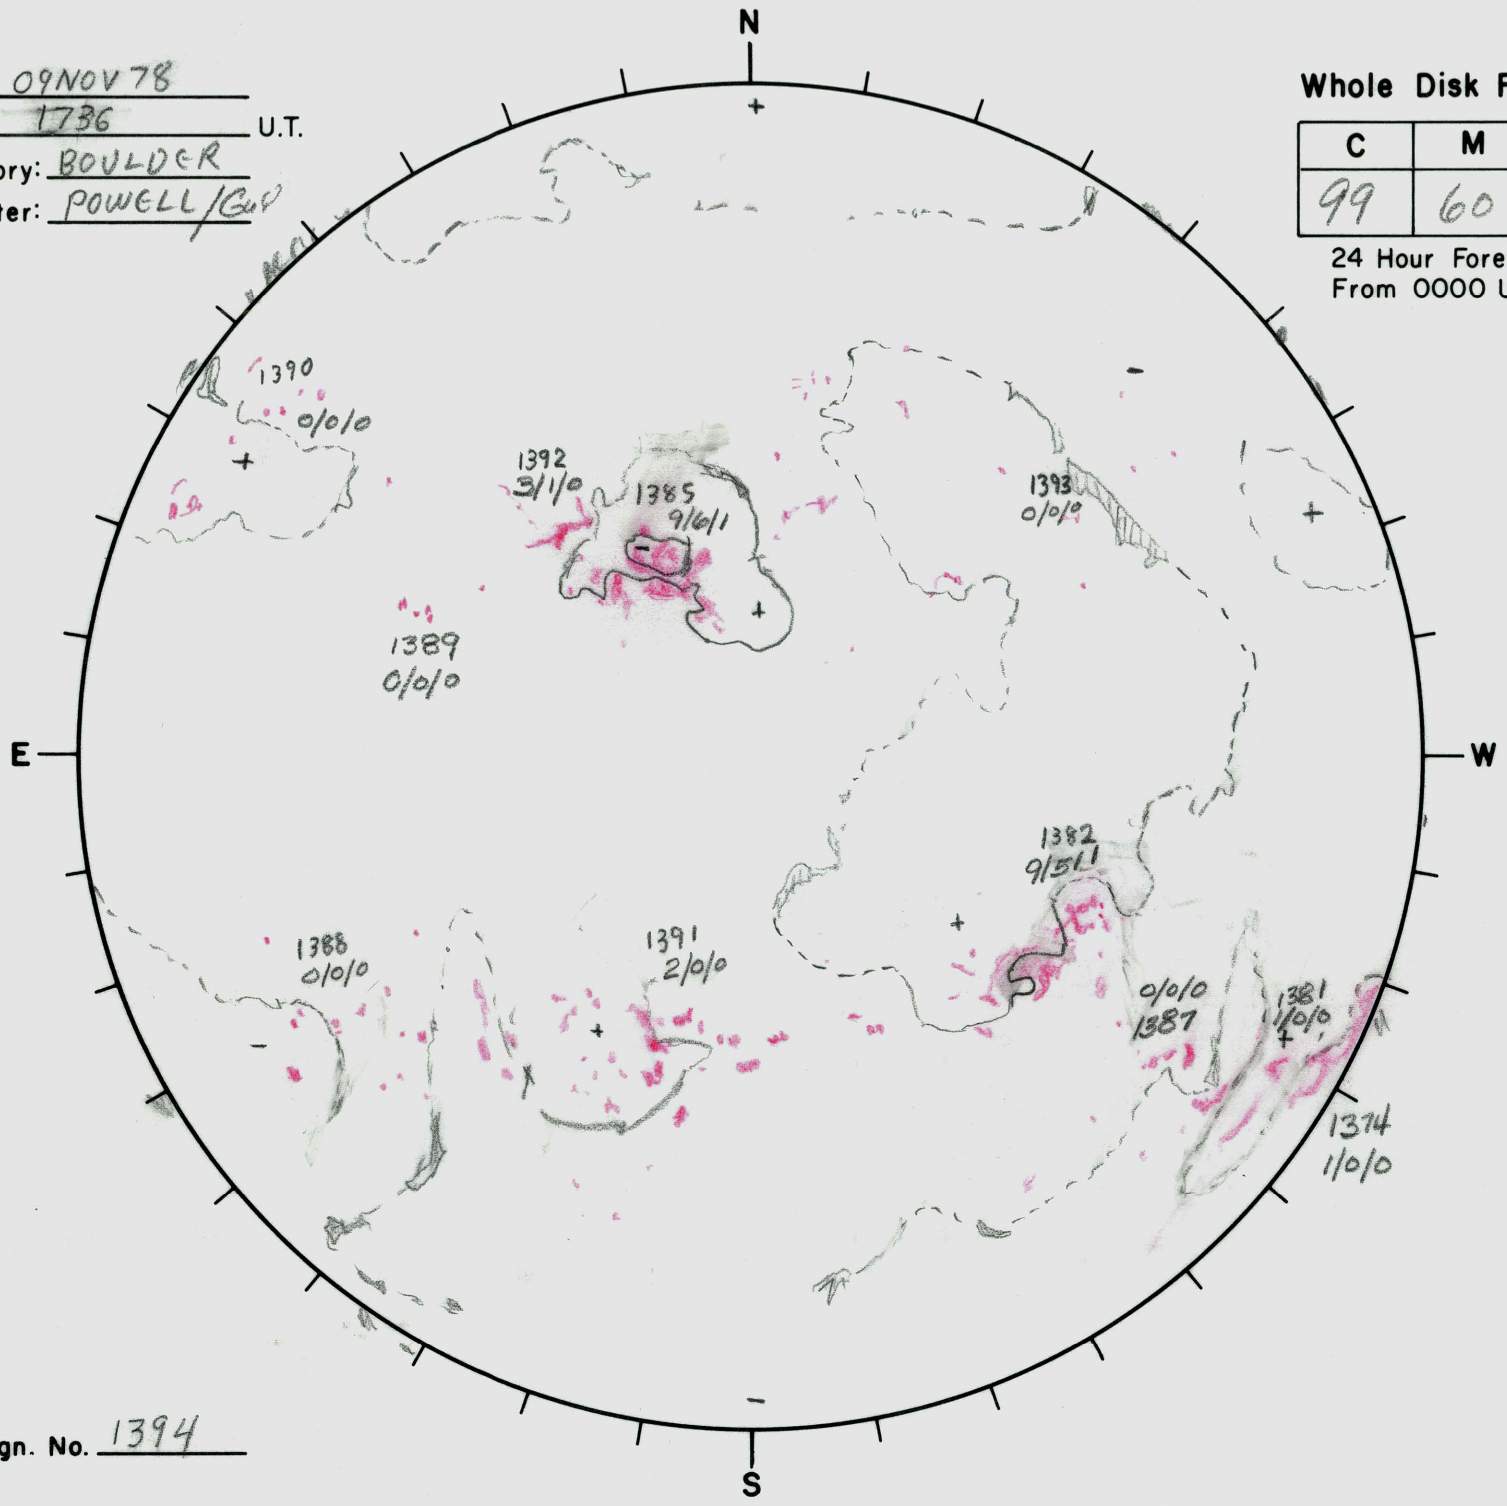 N
09NOV78
1736 U.T.
ory: BOULDER
ter: POWELL/
Whole Disk F
C M
99 60
24 Hour Fore
From 0000 U
1390
0/0/0
1392
3/1/0
1385
9/6/1
1393
0/0/0
1389
0/0/0
E
W
1382
9/5/1
1388
0/0/0
1391
2/0/0
0/0/0
1387
1381
1/0/0
1374
1/0/0
gn. No. 1394
S